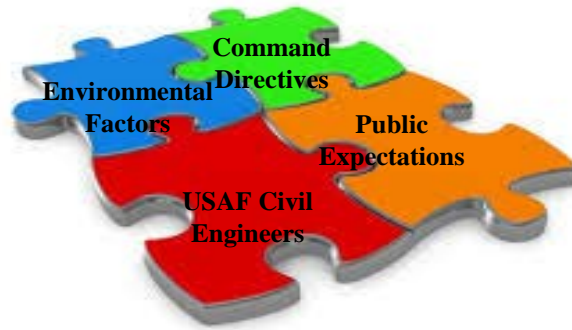 Command
Directives
Environmental
Factors
Public
Expectations
USAF Civil
Engineers